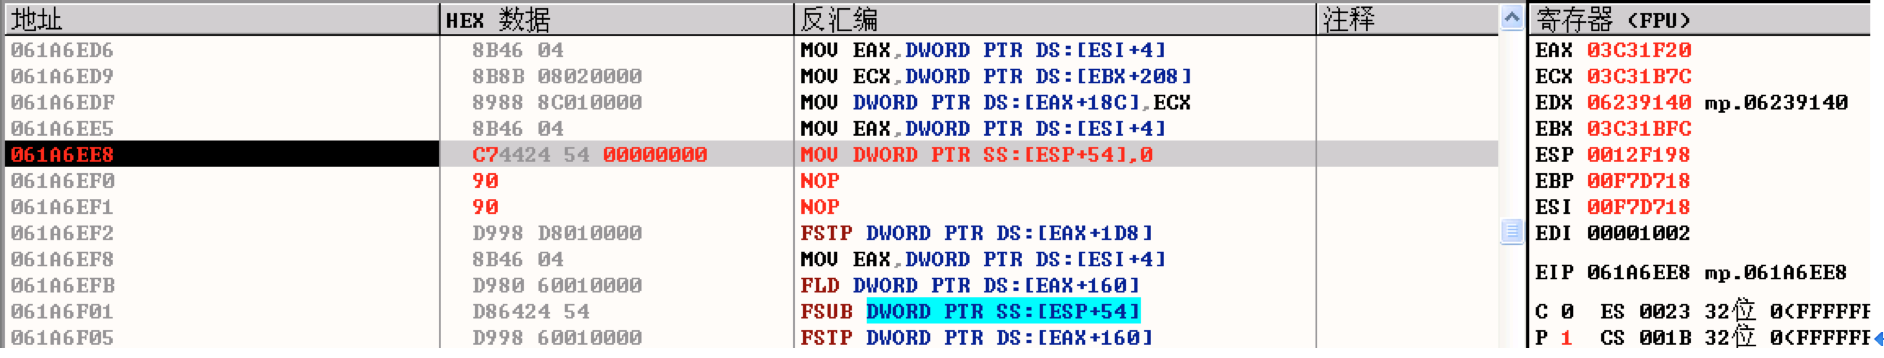 地址 HEX 数据 反汇编 注释 寄存器 (FPU)
061A6ED6 8B46 04 MOV EAX,DWORD PTR DS:[ESI+4] EAX 03C31F20
061A6ED9 8B8B 08020000 MOV ECX,DWORD PTR DS:[EBX+208] ECX 03C31B7C
061A6EDF 8988 8C010000 MOV DWORD PTR DS:[EAX+18C],ECX EDX 06239140 mp.06239140
061A6EE5 8B46 04 MOV EAX,DWORD PTR DS:[ESI+4] EBX 03C31BFC
061A6EE8 C74424 54 00000000 MOV DWORD PTR SS:[ESP+54],0 ESP 0012F198
061A6EF0 90 NOP EBP 00F7D718
061A6EF1 90 NOP ESI 00F7D718
061A6EF2 D998 D8010000 FSTP DWORD PTR DS:[EAX+1D8] EDI 00001002
061A6EF8 8B46 04 MOV EAX,DWORD PTR DS:[ESI+4]
EIP 061A6EE8 mp.061A6EE8
061A6EFB D980 60010000 FLD DWORD PTR DS:[EAX+160]
061A6F01 D86424 54 FSUB DWORD PTR SS:[ESP+54] C 0 ES 0023 32位 0(FFFFFF
061A6F05 D998 60010000 FSTP DWORD PTR DS:[EAX+160] P 1 CS 001B 32位 0(FFFFFF